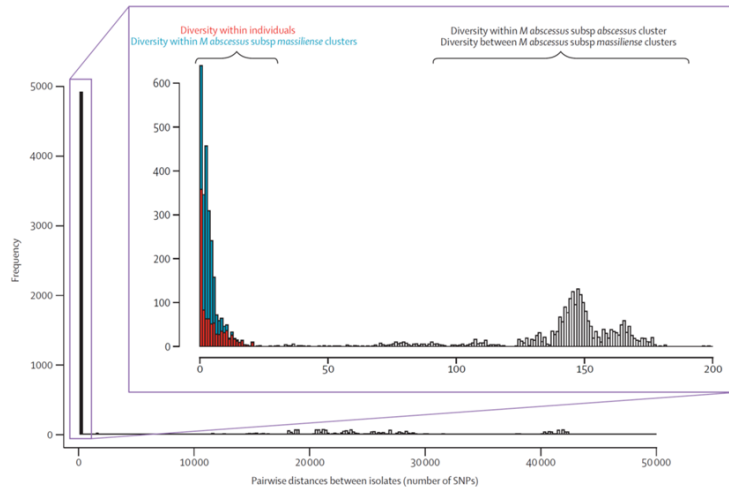 Diversity within individuals
Diversity within M abscessus subsp massiliense clusters
Diversity within M abscessus subsp abscessus cluster
Diversity between M abscessus subsp massiliense clusters
5000
4000
3000
2000
1000
0
Frequency
600
500
400
300
200
100
0
0 50 100 150 200
0 10000 20000 30000 40000 50000
Pairwise distances between isolates (number of SNPs)